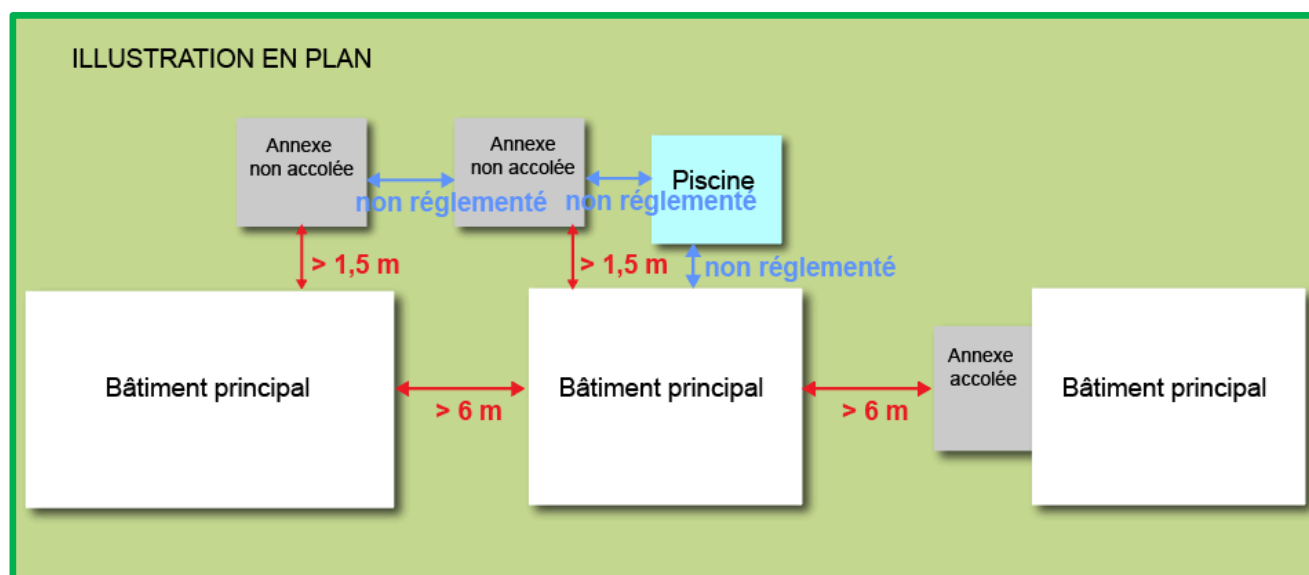 ILLUSTRATION EN PLAN
Annexe
non accolée
Annexe
non accolée
Piscine
non réglementé
non réglementé
> 1,5 m
> 1,5 m
non réglementé
Bâtiment principal
> 6 m
Bâtiment principal
> 6 m
Annexe
accolée
Bâtiment principal